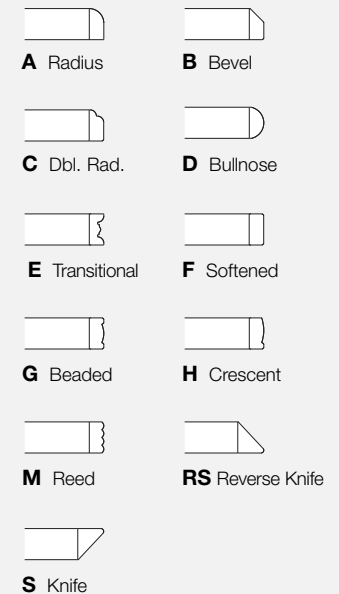 A Radius
B Bevel
C Dbl. Rad.
D Bullnose
E Transitional
F Softened
G Beaded
H Crescent
M Reed
RS Reverse Knife
S Knife